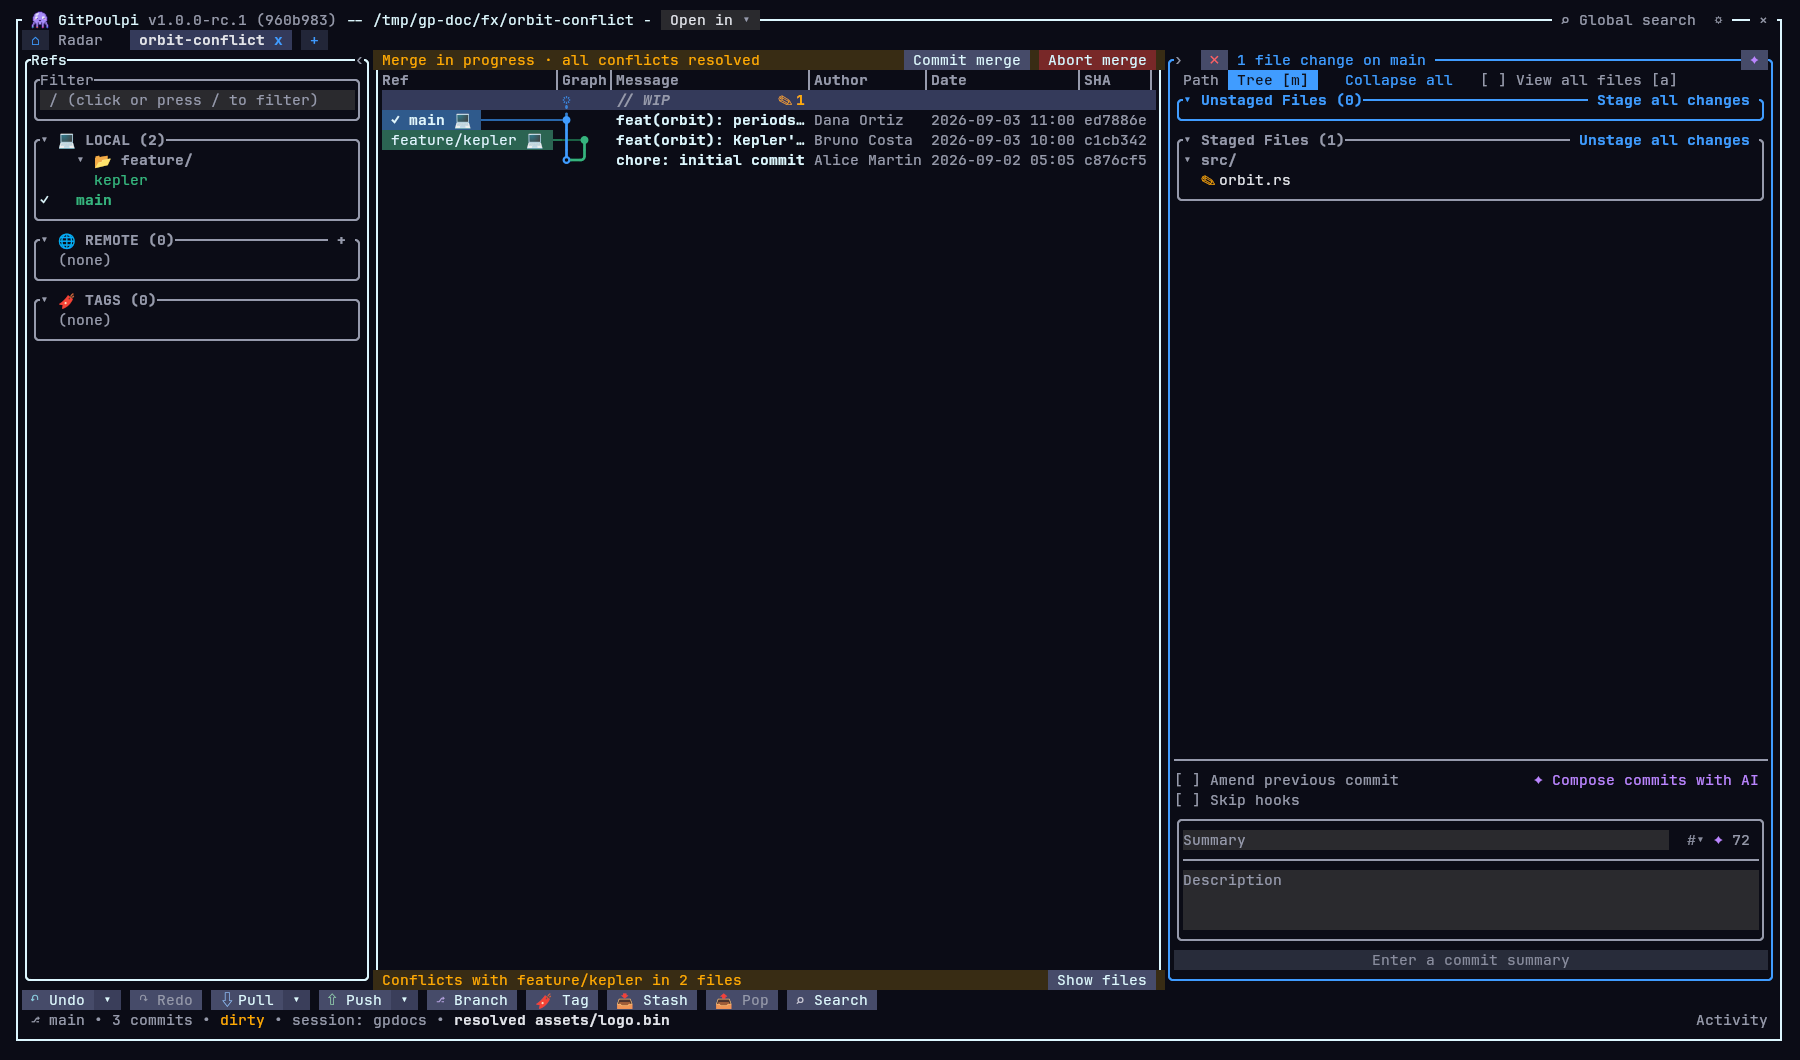 GitPoulpi v1.0.0-rc.1 (960b983) — /tmp/gp-doc/fx/orbit-conflict - Open in ▾ ⌕ Global search ⚙ ×
⌂ Radar orbit-conflict x +
Refs
Filter
/ (click or press / to filter)
▾ LOCAL (2)
▾ feature/
kepler
✓ main
▾ REMOTE (0) +
(none)
▾ TAGS (0)
(none)
Merge in progress · all conflicts resolved Commit merge Abort merge
Ref Graph Message Author Date SHA
// WIP ✎ 1
✓ main feat(orbit): periods… Dana Ortiz 2026-09-03 11:00 ed7886e
feature/kepler feat(orbit): Kepler'… Bruno Costa 2026-09-03 10:00 c1cb342
chore: initial commit Alice Martin 2026-09-02 05:05 c876cf5
Conflicts with feature/kepler in 2 files Show files
› ✕ 1 file change on main ✦
Path Tree [m] Collapse all [ ] View all files [a]
▾ Unstaged Files (0) Stage all changes
▾ Staged Files (1) Unstage all changes
▾ src/
✎ orbit.rs
[ ] Amend previous commit ✦ Compose commits with AI
[ ] Skip hooks
Summary #▾ ✦ 72
Description
Enter a commit summary
Undo ▾ Redo Pull ▾ Push ▾ Branch Tag Stash Pop Search
main • 3 commits • dirty • session: gpdocs • resolved assets/logo.bin Activity